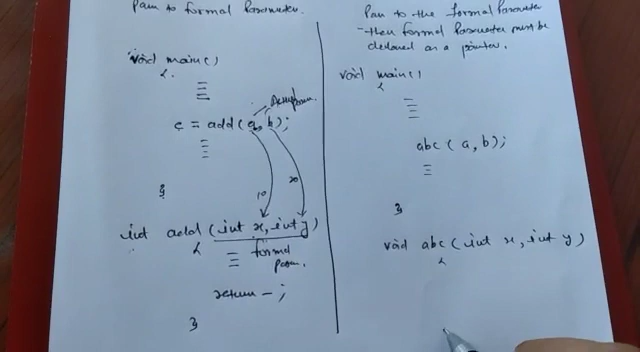 Pass to formal Parameter.
void main()
{
c = add(a, b);
}
10
20
int add (int x, int y)
{
formal
param.
return - ;
}
Pass to the formal Parameter
then formal Parameter must be
declared as a pointer.
void main()
{
abc ( a, b);
}
void abc (int x, int y)
{